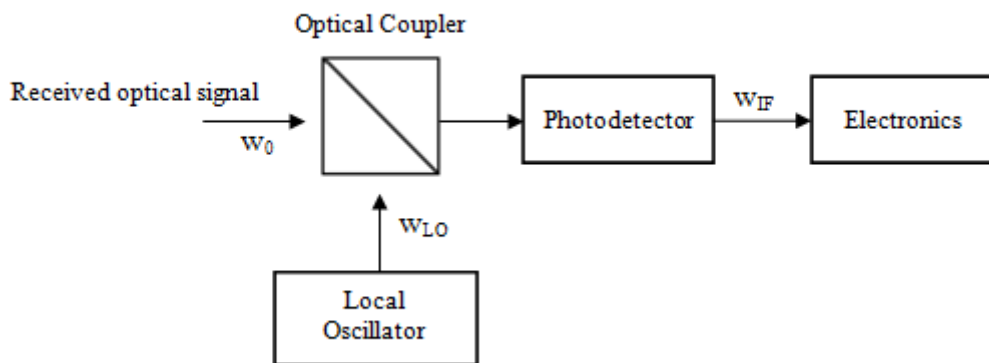 Optical Coupler
Received optical signal
w0
Photodetector
wIF
Electronics
wLO
Local
Oscillator